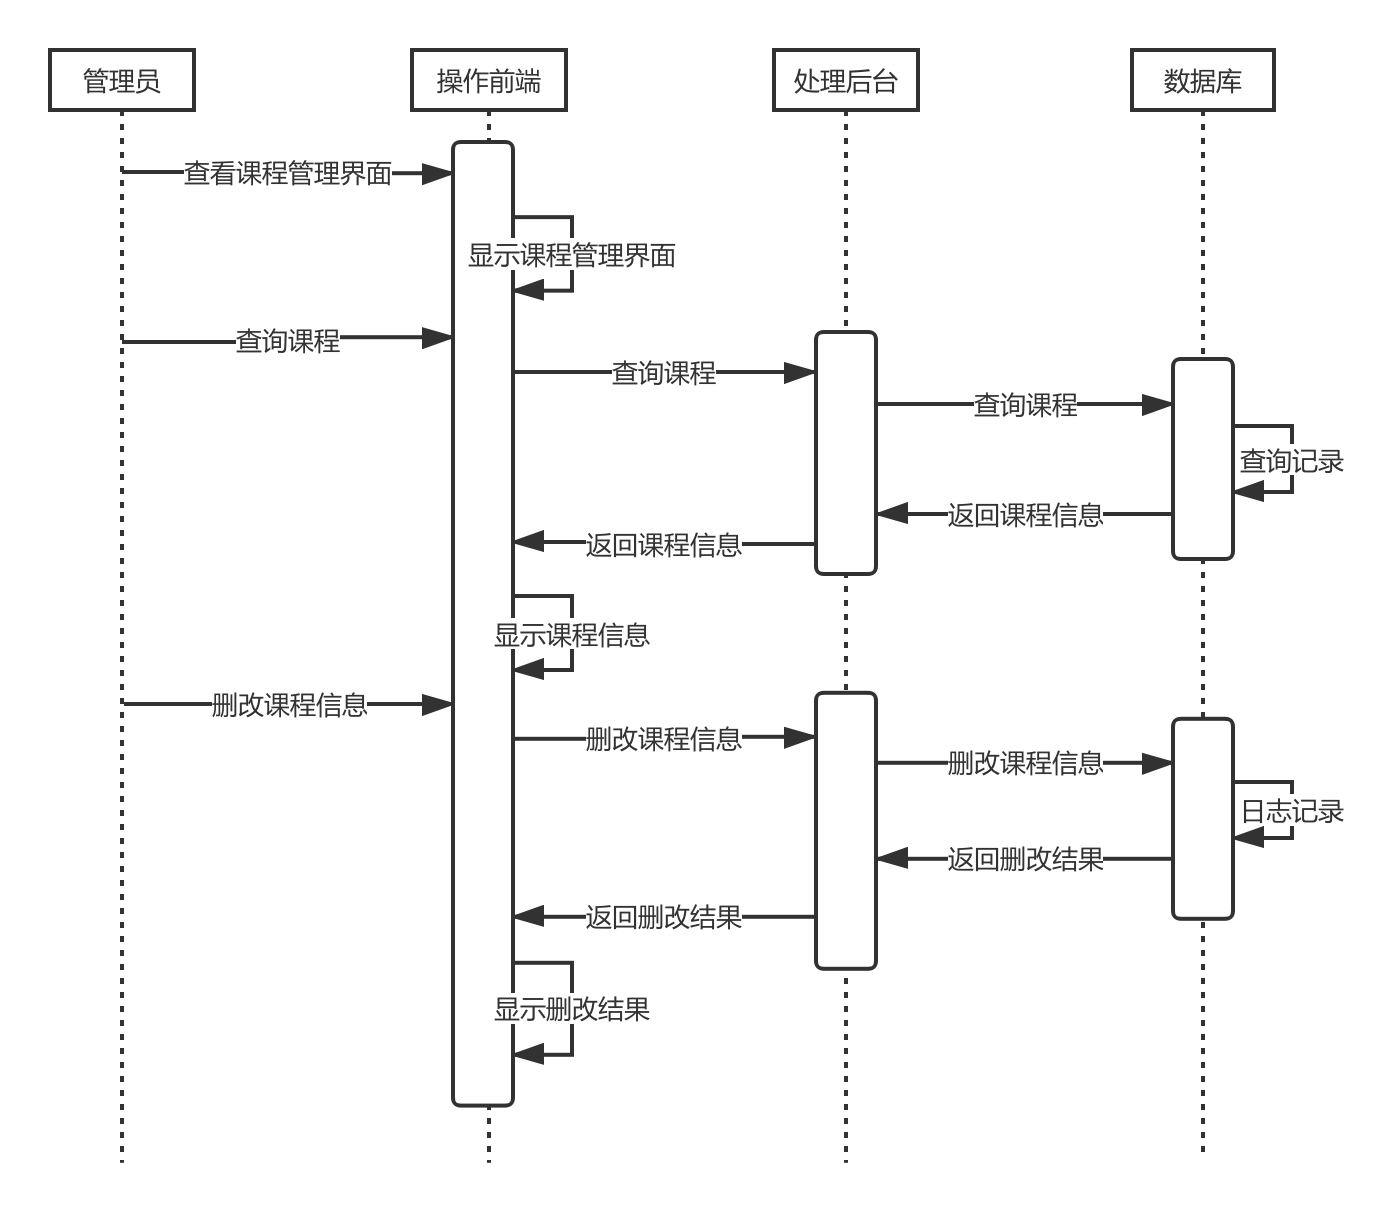 管理员
操作前端
处理后台
数据库
查看课程管理界面
显示课程管理界面
查询课程
查询课程
查询课程
查询记录
返回课程信息
返回课程信息
显示课程信息
删改课程信息
删改课程信息
删改课程信息
日志记录
返回删改结果
返回删改结果
显示删改结果